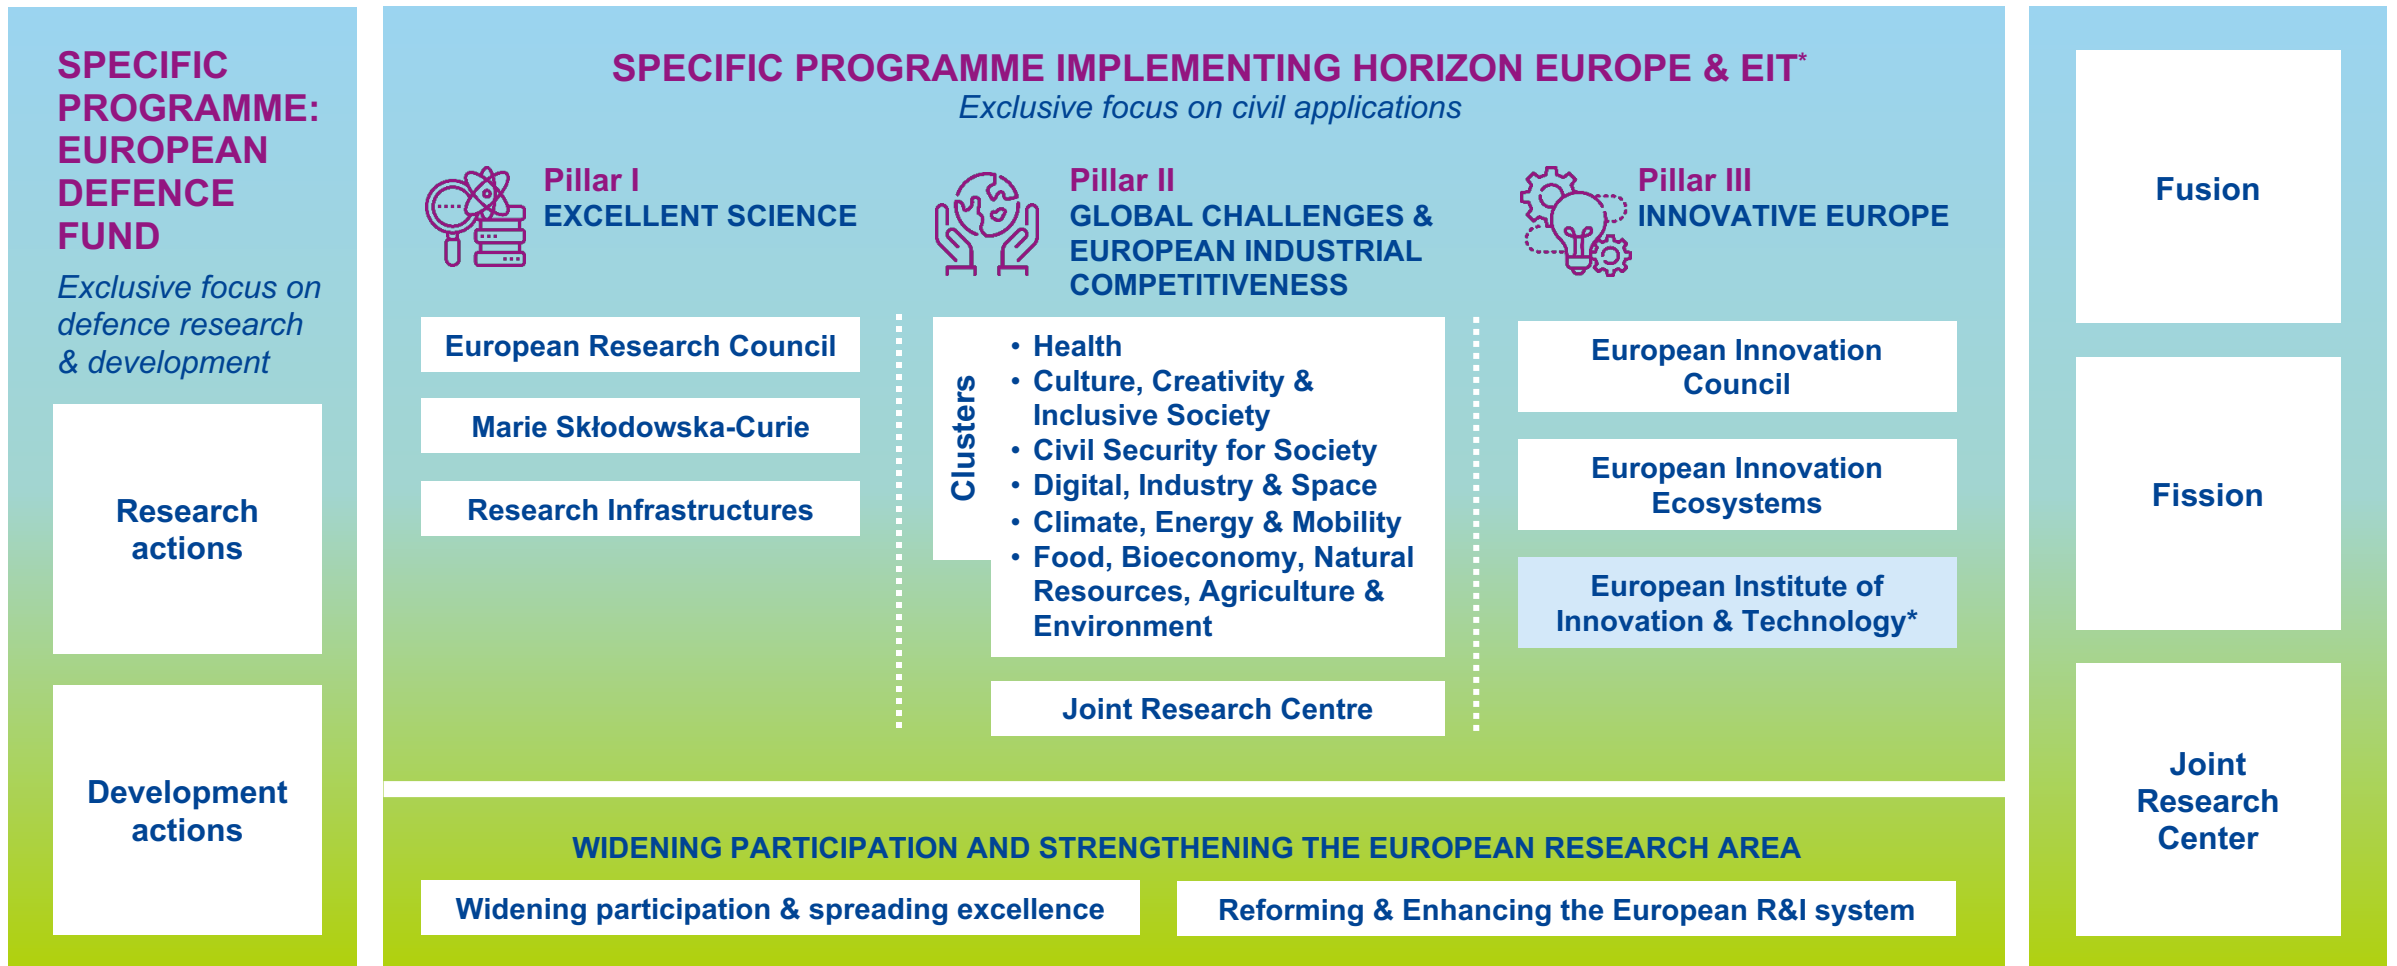 SPECIFIC
PROGRAMME:
EUROPEAN
DEFENCE
FUND
Exclusive focus on
defence research
& development
Research
actions
Development
actions
SPECIFIC PROGRAMME IMPLEMENTING HORIZON EUROPE & EIT*
Exclusive focus on civil applications
Pillar I
EXCELLENT SCIENCE
European Research Council
Marie Skłodowska-Curie
Research Infrastructures
Pillar II
GLOBAL CHALLENGES &
EUROPEAN INDUSTRIAL
COMPETITIVENESS
Clusters
• Health
• Culture, Creativity &
Inclusive Society
• Civil Security for Society
• Digital, Industry & Space
• Climate, Energy & Mobility
• Food, Bioeconomy, Natural
Resources, Agriculture &
Environment
Joint Research Centre
Pillar III
INNOVATIVE EUROPE
European Innovation
Council
European Innovation
Ecosystems
European Institute of
Innovation & Technology*
WIDENING PARTICIPATION AND STRENGTHENING THE EUROPEAN RESEARCH AREA
Widening participation & spreading excellence
Reforming & Enhancing the European R&I system
Fusion
Fission
Joint
Research
Center